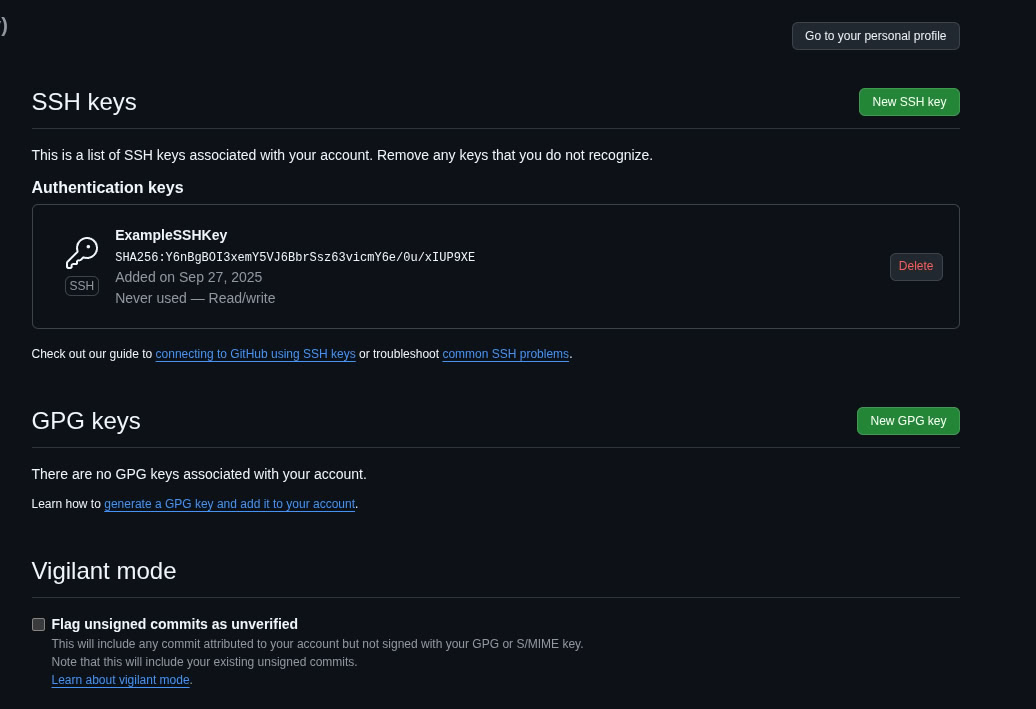 )
Go to your personal profile
SSH keys
New SSH key
This is a list of SSH keys associated with your account. Remove any keys that you do not recognize.
Authentication keys
ExampleSSHKey
SHA256:Y6nBgBOI3xemY5VJ6BbrSsz63vicmY6e/0u/xIUP9XE
SSH
Added on Sep 27, 2025
Never used — Read/write
Delete
Check out our guide to connecting to GitHub using SSH keys or troubleshoot common SSH problems.
GPG keys
New GPG key
There are no GPG keys associated with your account.
Learn how to generate a GPG key and add it to your account.
Vigilant mode
Flag unsigned commits as unverified
This will include any commit attributed to your account but not signed with your GPG or S/MIME key.
Note that this will include your existing unsigned commits.
Learn about vigilant mode.